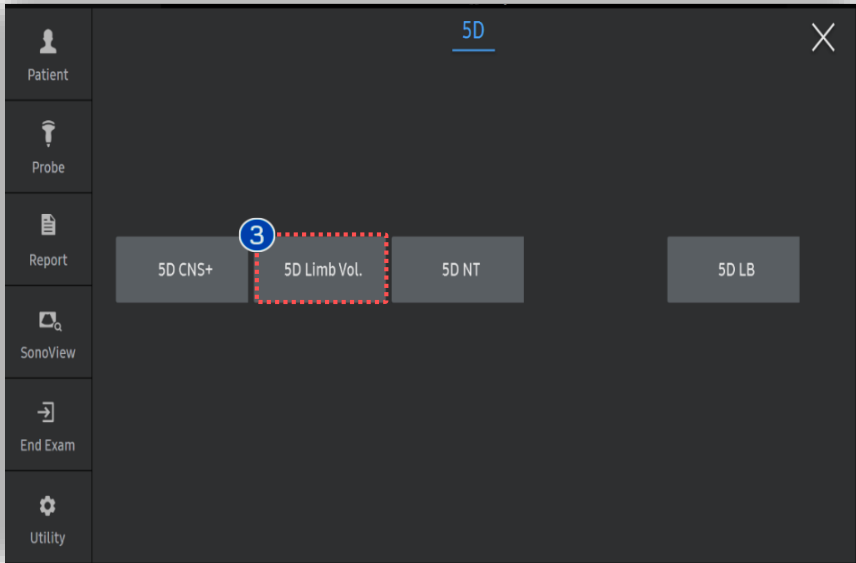 5D
Patient
Probe
Report
SonoView
End Exam
Utility
3
5D CNS+
5D Limb Vol.
5D NT
5D LB